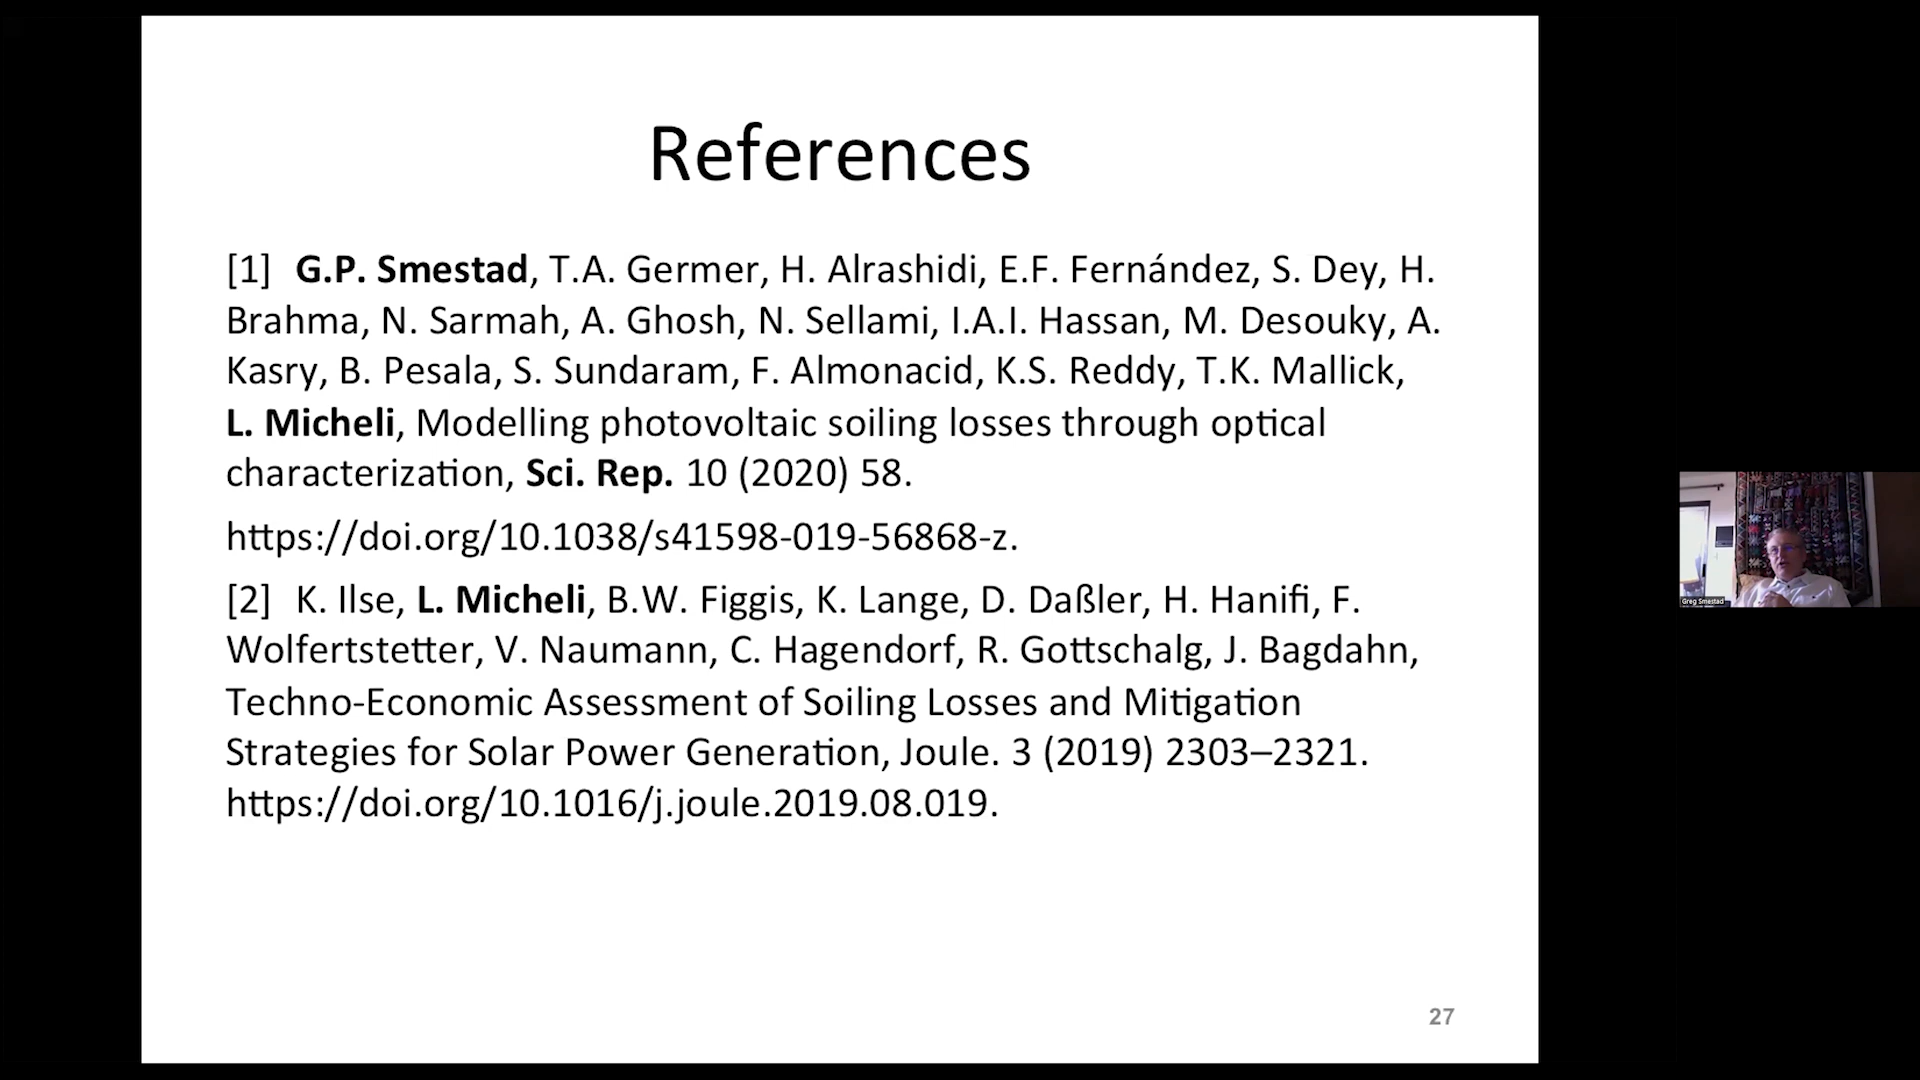 References
[1] G.P. Smestad, T.A. Germer, H. Alrashidi, E.F. Fernández, S. Dey, H.
Brahma, N. Sarmah, A. Ghosh, N. Sellami, I.A.I. Hassan, M. Desouky, A.
Kasry, B. Pesala, S. Sundaram, F. Almonacid, K.S. Reddy, T.K. Mallick,
L. Micheli, Modelling photovoltaic soiling losses through optical
characterization, Sci. Rep. 10 (2020) 58.
https://doi.org/10.1038/s41598-019-56868-z.
[2] K. Ilse, L. Micheli, B.W. Figgis, K. Lange, D. Daßler, H. Hanifi, F.
Wolfertstetter, V. Naumann, C. Hagendorf, R. Gottschalg, J. Bagdahn,
Techno-Economic Assessment of Soiling Losses and Mitigation
Strategies for Solar Power Generation, Joule. 3 (2019) 2303–2321.
https://doi.org/10.1016/j.joule.2019.08.019.
27
Greg Smestad